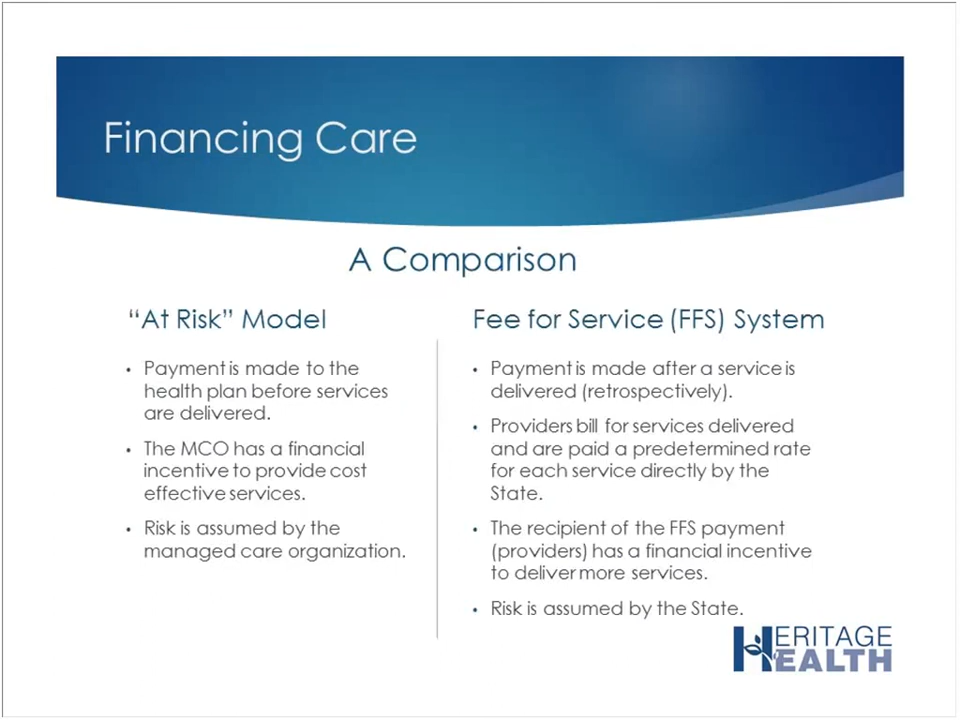 Financing Care
A Comparison
“At Risk” Model
• Payment is made to the
health plan before services
are delivered.
• The MCO has a financial
incentive to provide cost
effective services.
• Risk is assumed by the
managed care organization.
Fee for Service (FFS) System
• Payment is made after a service is
delivered (retrospectively).
• Providers bill for services delivered
and are paid a predetermined rate
for each service directly by the
State.
• The recipient of the FFS payment
(providers) has a financial incentive
to deliver more services.
• Risk is assumed by the State.
HERITAGE
HEALTH